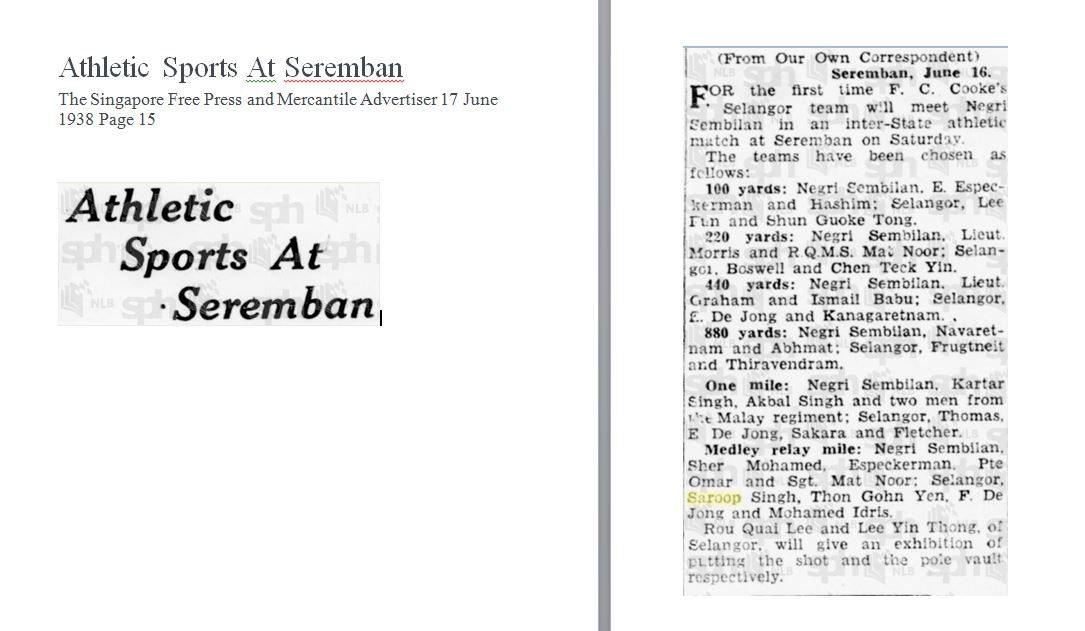 Athletic Sports At Seremban
The Singapore Free Press and Mercantile Advertiser 17 June
1938 Page 15
Athletic
Sports At
Seremban
(From Our Own Correspondent)
Seremban, June 16.
FOR the first time F. C. Cooke's
Selangor team will meet Negri
Sembilan in an inter-State athletic
match at Seremban on Saturday.
The teams have been chosen as
follows:
100 yards: Negri Sembilan, E. Espec-
kerman and Hashim; Selangor, Lee
Fun and Shun Guoke Tong.
220 yards: Negri Sembilan, Lieut.
Morris and R.Q.M.S. Mat Noor; Selan-
gor, Boswell and Chen Teck Yin.
440 yards: Negri Sembilan, Lieut.
Graham and Ismail Babu; Selangor,
E. De Jong and Kanagaretnam.
880 yards: Negri Sembilan, Navaret-
nam and Abhmat; Selangor, Frugtneit
and Thiravendram.
One mile: Negri Sembilan, Kartar
Singh, Akbal Singh and two men from
the Malay regiment; Selangor, Thomas,
E De Jong, Sakara and Fletcher.
Medley relay mile: Negri Sembilan,
Sher Mohamed, Especkerman, Pte
Omar and Sgt. Mat Noor; Selangor,
Saroop Singh, Thon Gohn Yen, F. De
Jong and Mohamed Idris.
Rou Quai Lee and Lee Yin Thong, of
Selangor, will give an exhibition of
putting the shot and the pole vault
respectively.